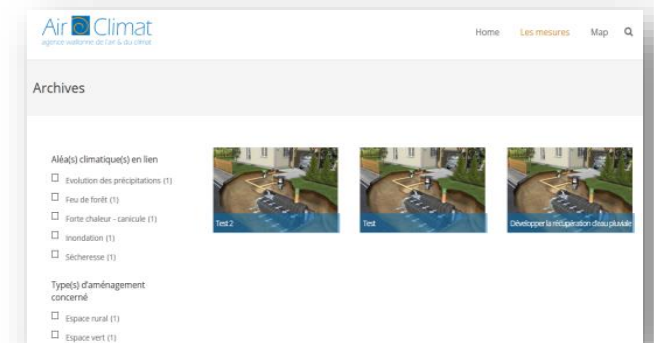 Air Climat
agence wallonne de l'air & du climat
Home Les mesures Map
Archives
Aléa(s) climatique(s) en lien
Evolution des précipitations (1)
Feu de forêt (1)
Forte chaleur - canicule (1)
Inondation (1)
Sécheresse (1)
Type(s) d'aménagement
concerné
Espace rural (1)
Espace vert (1)
Test 2
Test
Développer la récupération d'eau pluviale